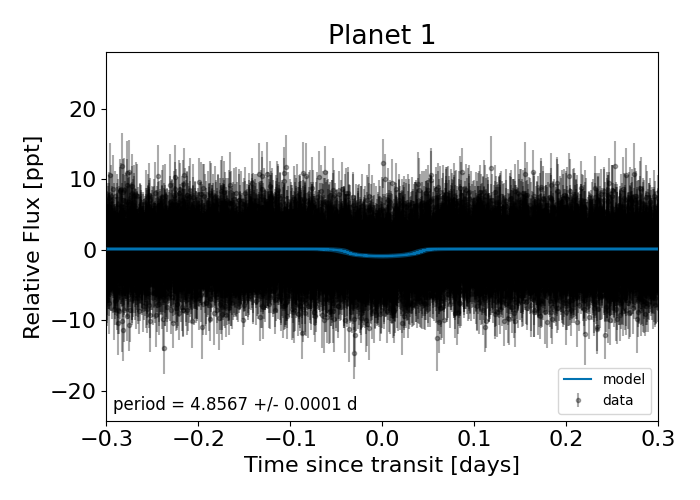 Planet 1
Relative Flux [ppt]
20
10
0
−10
−20
period = 4.8567 +/- 0.0001 d
model
data
−0.3
−0.2
−0.1
0.0
0.1
0.2
0.3
Time since transit [days]